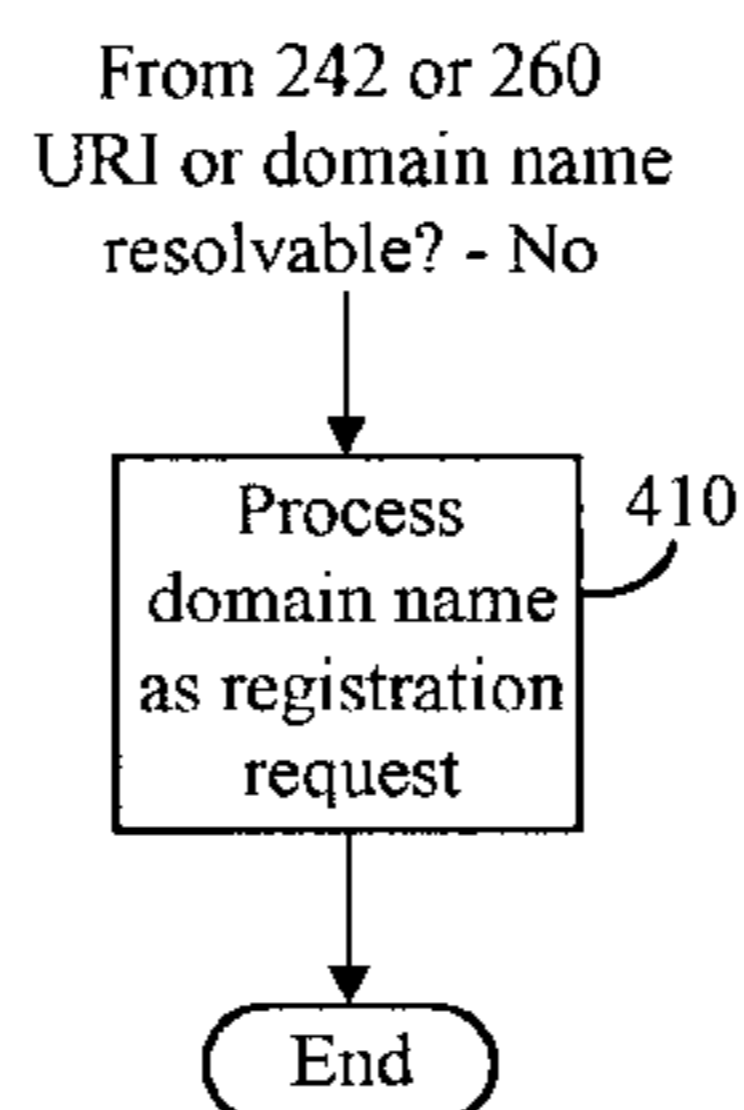 From 242 or 260
URI or domain name
resolvable? - No
Process
410
domain name
as registration
request
End